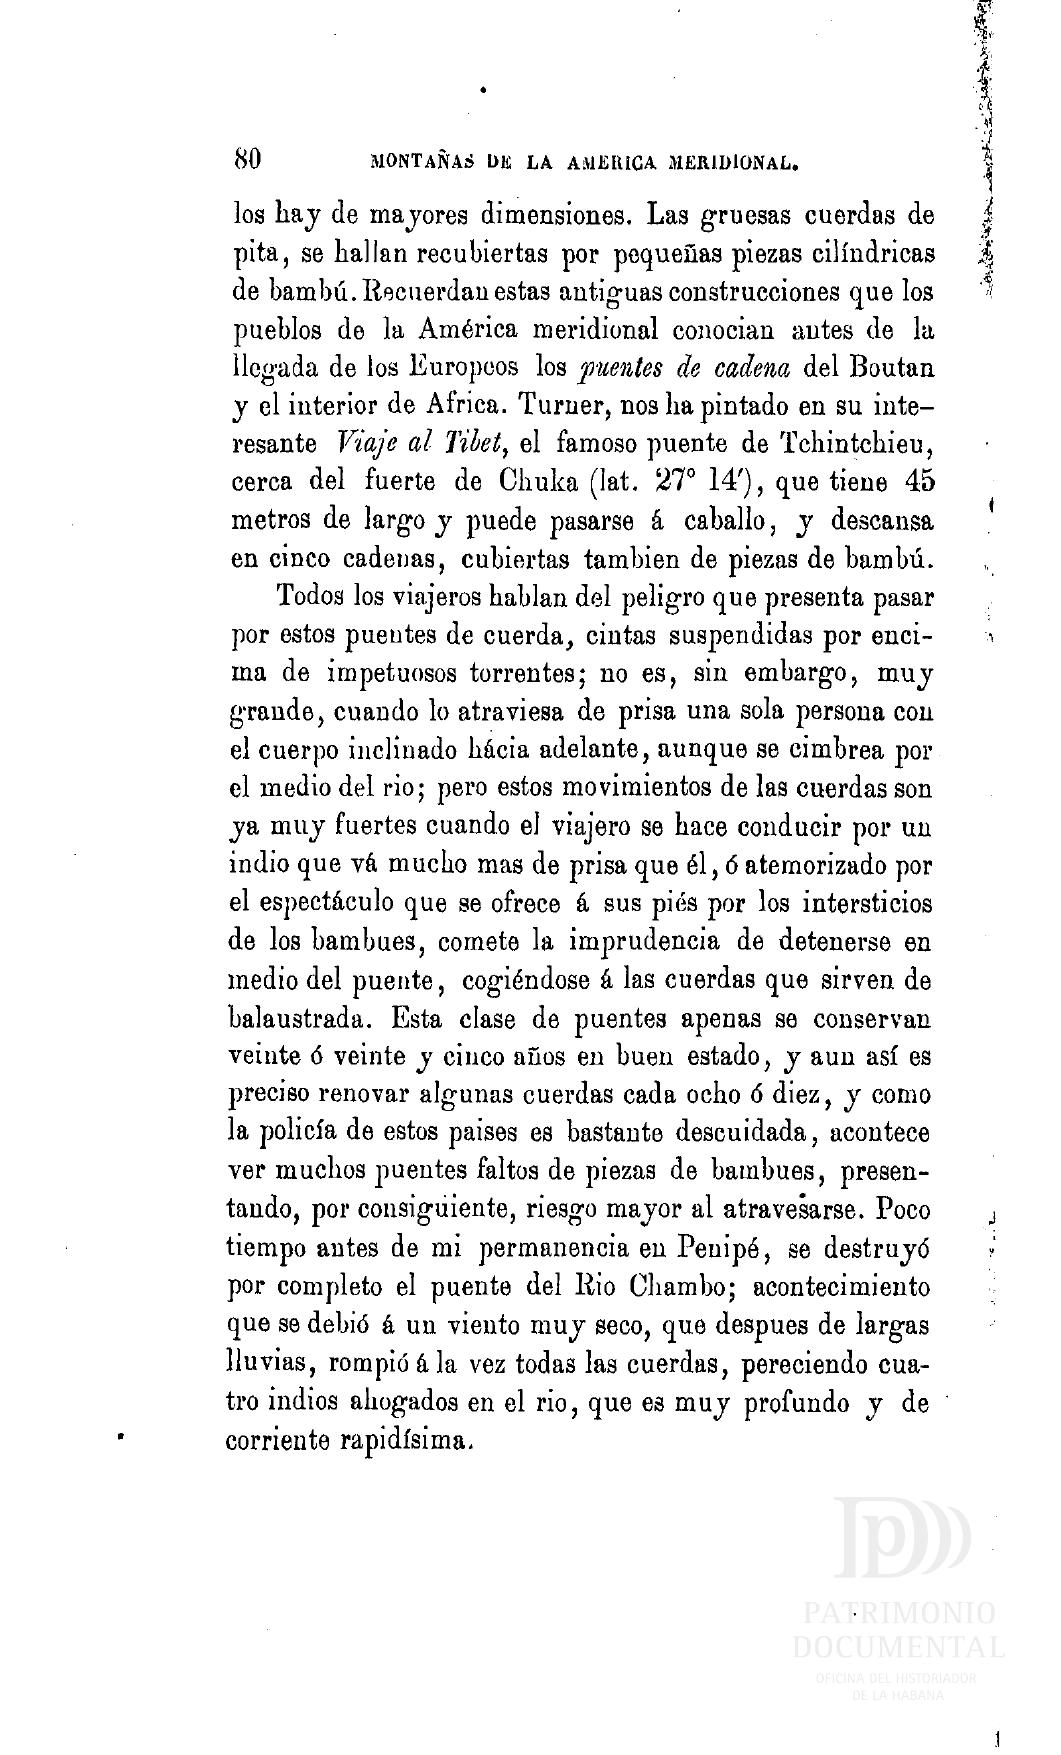 80 MONTAÑAS DE LA AMERICA MERIDIONAL.
los hay de mayores dimensiones. Las gruesas cuerdas de
pita, se hallan recubiertas por pequeñas piezas cilíndricas
de bambú. Recuerdan estas antiguas construcciones que los
pueblos de la América meridional conocian antes de la
llegada de los Europeos los puentes de cadena del Boutan
y el interior de Africa. Turner, nos ha pintado en su inte-
resante Viaje al Tibet, el famoso puente de Tchintchieu,
cerca del fuerte de Chuka (lat. 27° 14′), que tiene 45
metros de largo y puede pasarse á caballo, y descansa
en cinco cadenas, cubiertas tambien de piezas de bambú.
Todos los viajeros hablan del peligro que presenta pasar
por estos puentes de cuerda, cintas suspendidas por enci-
ma de impetuosos torrentes; no es, sin embargo, muy
grande, cuando lo atraviesa de prisa una sola persona con
el cuerpo inclinado hácia adelante, aunque se cimbrea por
el medio del rio; pero estos movimientos de las cuerdas son
ya muy fuertes cuando el viajero se hace conducir por un
indio que vá mucho mas de prisa que él, ó atemorizado por
el espectáculo que se ofrece á sus piés por los intersticios
de los bambues, comete la imprudencia de detenerse en
medio del puente, cogiéndose á las cuerdas que sirven de
balaustrada. Esta clase de puentes apenas se conservan
veinte ó veinte y cinco años en buen estado, y aun así es
preciso renovar algunas cuerdas cada ocho ó diez, y como
la policía de estos paises es bastante descuidada, acontece
ver muchos puentes faltos de piezas de bambues, presen-
tando, por consiguiente, riesgo mayor al atravesarse. Poco
tiempo antes de mi permanencia en Penipé, se destruyó
por completo el puente del Rio Chambo; acontecimiento
que se debió á un viento muy seco, que despues de largas
lluvias, rompió á la vez todas las cuerdas, pereciendo cua-
tro indios ahogados en el rio, que es muy profundo y de
corriente rapidísima.
PATRIMONIO
DOCUMENTAL
OFICINA DEL HISTORIADOR
DE LA HABANA